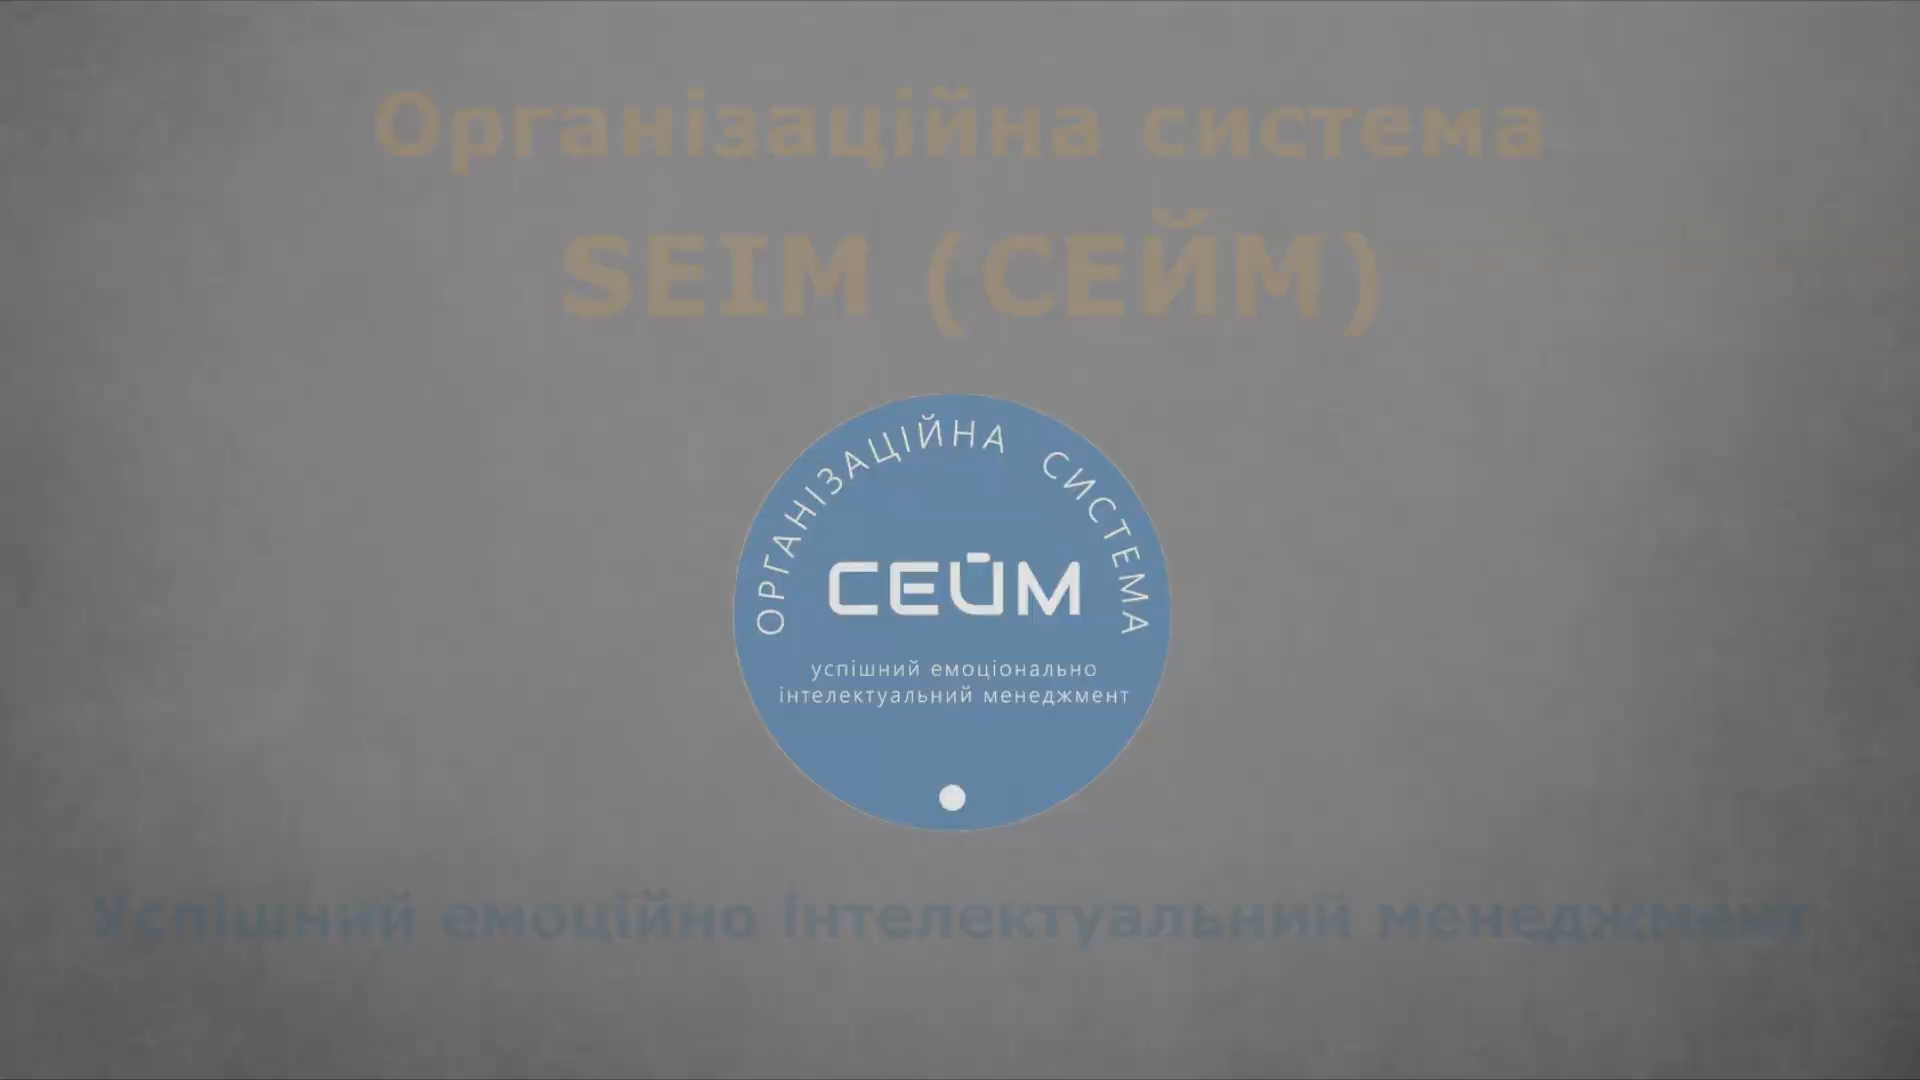 Організаційна система
SEIM (СЕЙМ)
ОРГАНІЗАЦІЙНА СИСТЕМА
СЕЙМ
успішний емоціонально
інтелектуальний менеджмент
Успішний емоційно інтелектуальний менеджмент